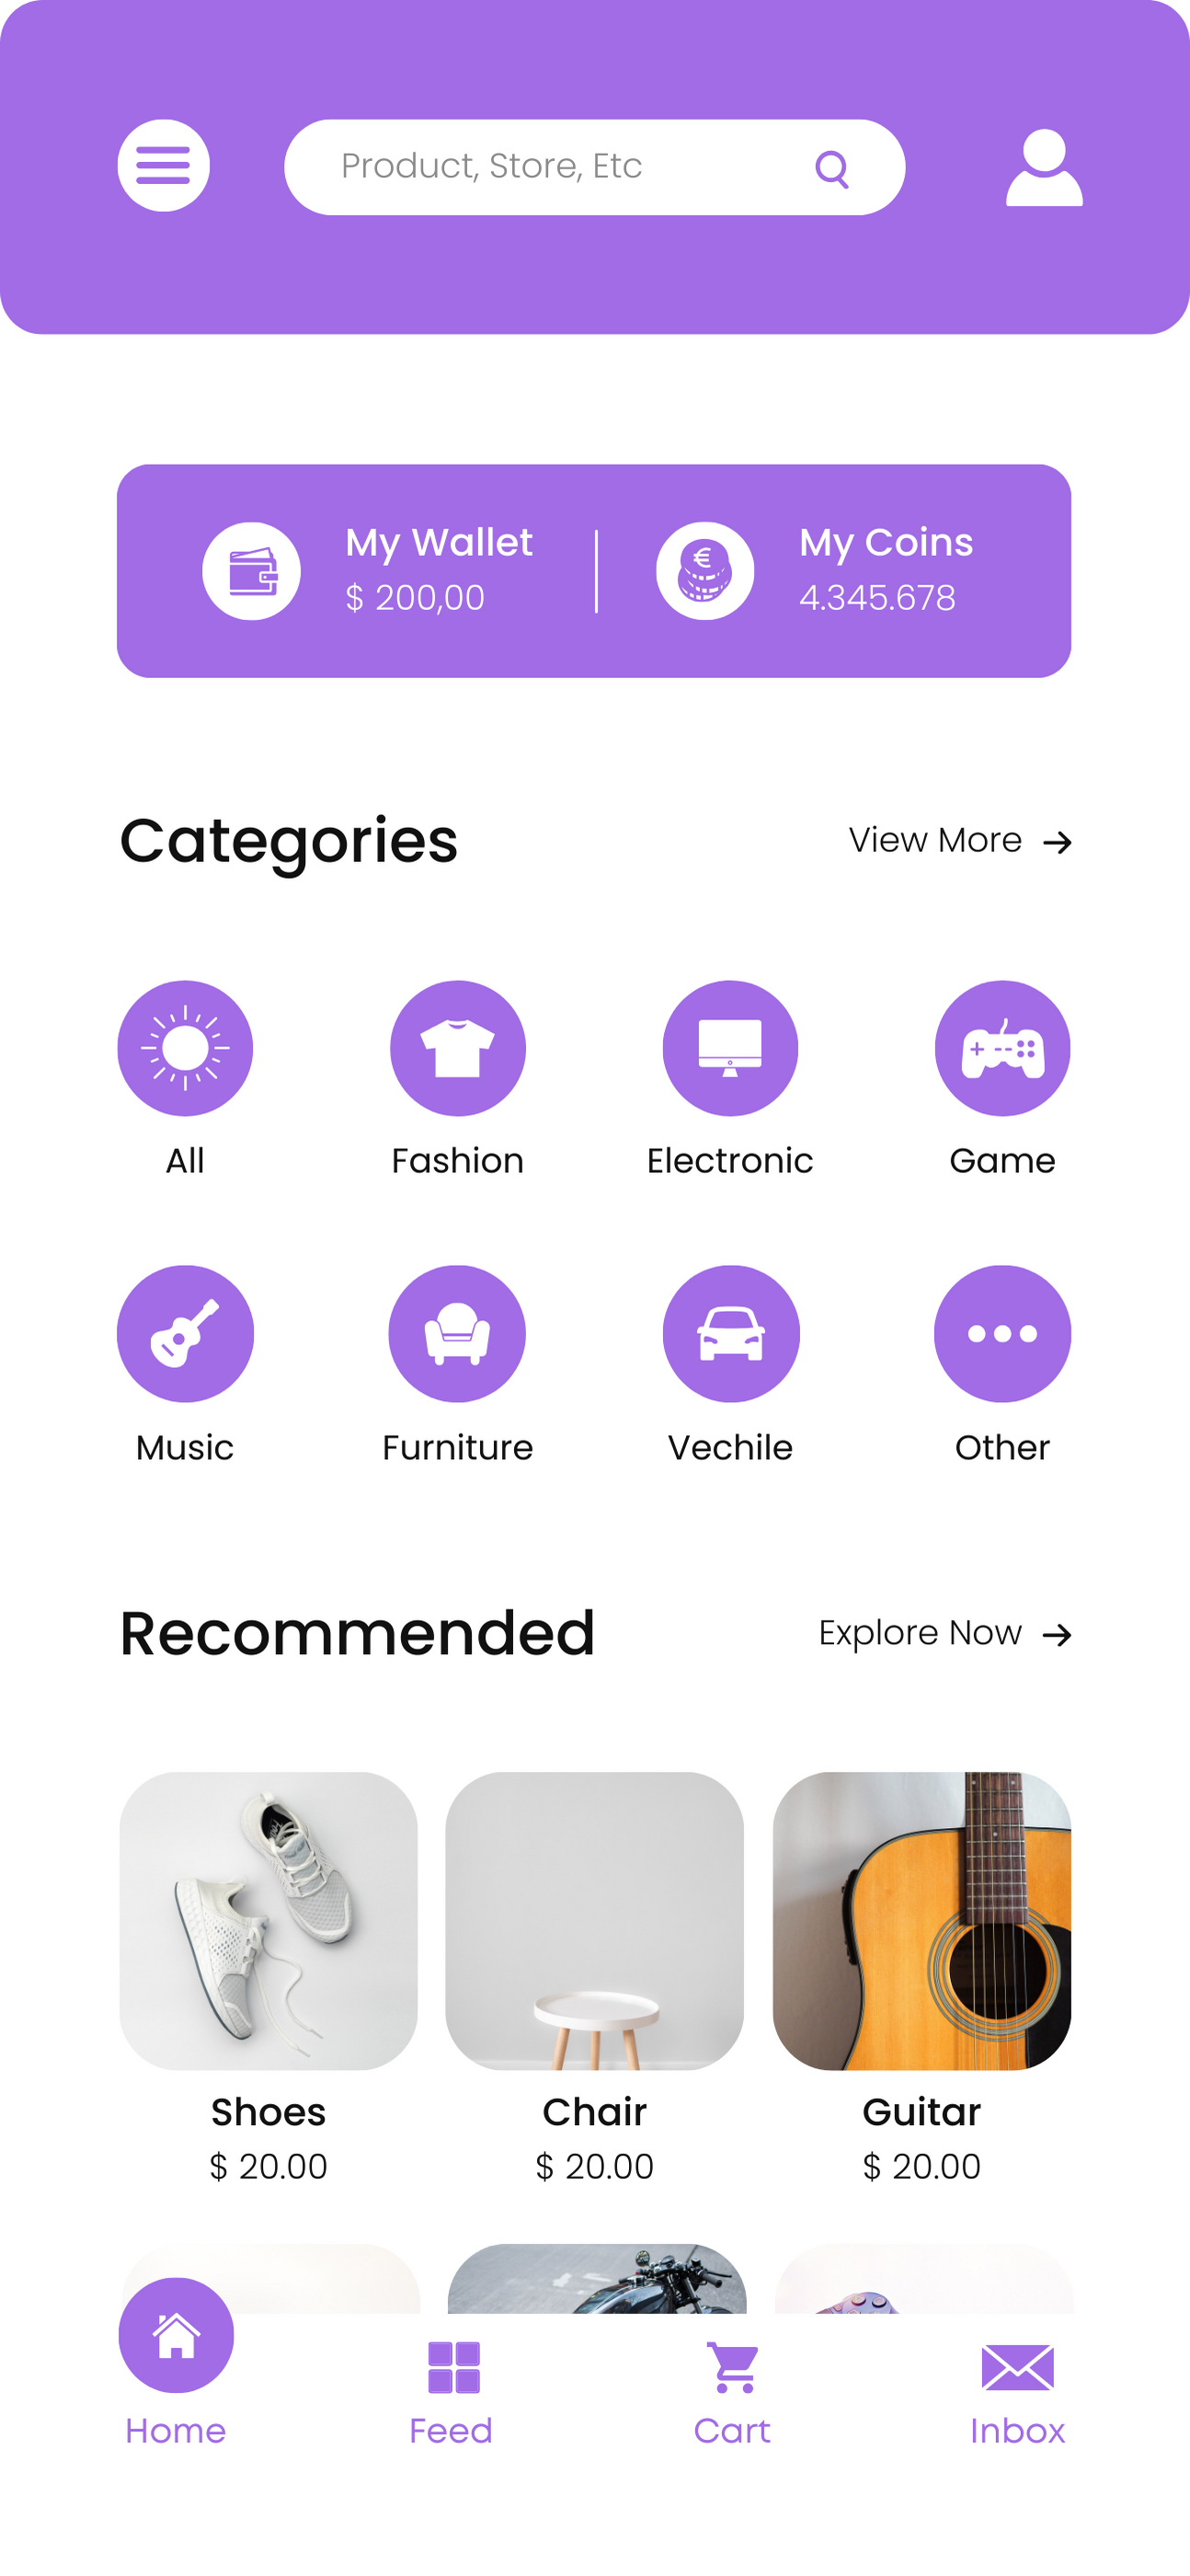 Product, Store, Etc
My Wallet
$ 200,00
My Coins
4.345.678
Categories
View More
All
Fashion
Electronic
Game
Music
Furniture
Vechile
Other
Recommended
Explore Now
Shoes
$ 20.00
Chair
$ 20.00
Guitar
$ 20.00
Home
Feed
Cart
Inbox